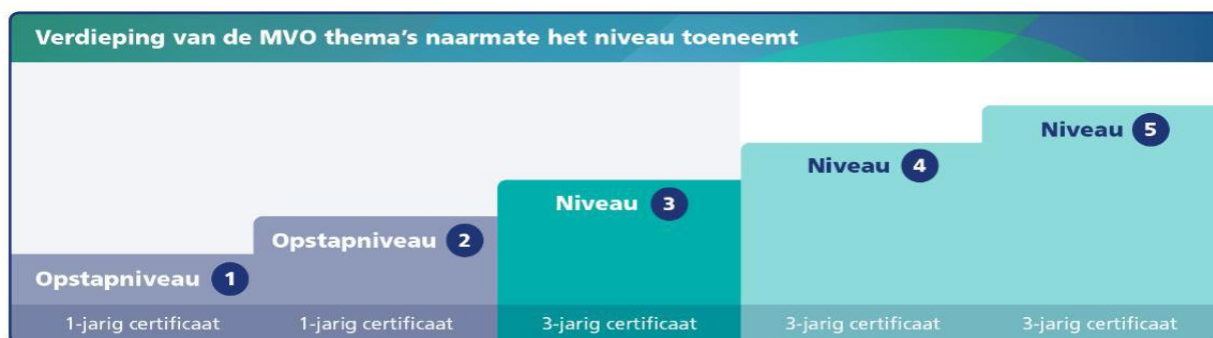 Verdieping van de MVO thema's naarmate het niveau toeneemt
Niveau 5
Niveau 4
Niveau 3
Opstapniveau 2
Opstapniveau 1
1-jarig certificaat
1-jarig certificaat
3-jarig certificaat
3-jarig certificaat
3-jarig certificaat